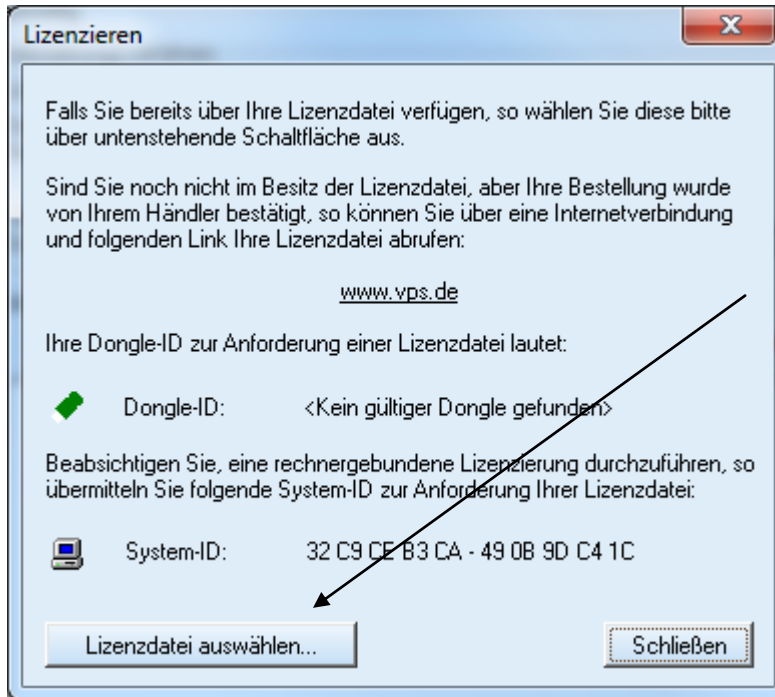 Lizenzieren
Falls Sie bereits über Ihre Lizenzdatei verfügen, so wählen Sie diese bitte
über untenstehende Schaltfläche aus.
Sind Sie noch nicht im Besitz der Lizenzdatei, aber Ihre Bestellung wurde
von Ihrem Händler bestätigt, so können Sie über eine Internetverbindung
und folgenden Link Ihre Lizenzdatei abrufen:
www.vps.de
Ihre Dongle-ID zur Anforderung einer Lizenzdatei lautet:
Dongle-ID: <Kein gültiger Dongle gefunden>
Beabsichtigen Sie, eine rechnergebundene Lizenzierung durchzuführen, so
übermitteln Sie folgende System-ID zur Anforderung Ihrer Lizenzdatei:
System-ID: 32 C9 CE B3 CA - 49 0B 9D C4 1C
Lizenzdatei auswählen... Schließen